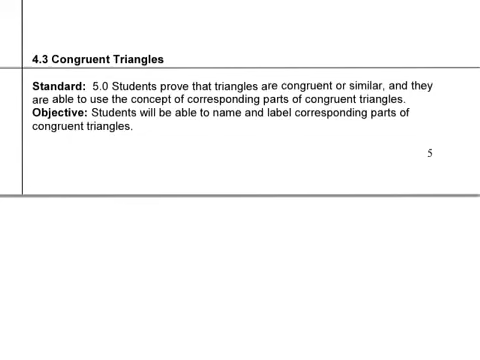 4.3 Congruent Triangles
Standard: 5.0 Students prove that triangles are congruent or similar, and they
are able to use the concept of corresponding parts of congruent triangles.
Objective: Students will be able to name and label corresponding parts of
congruent triangles.
5